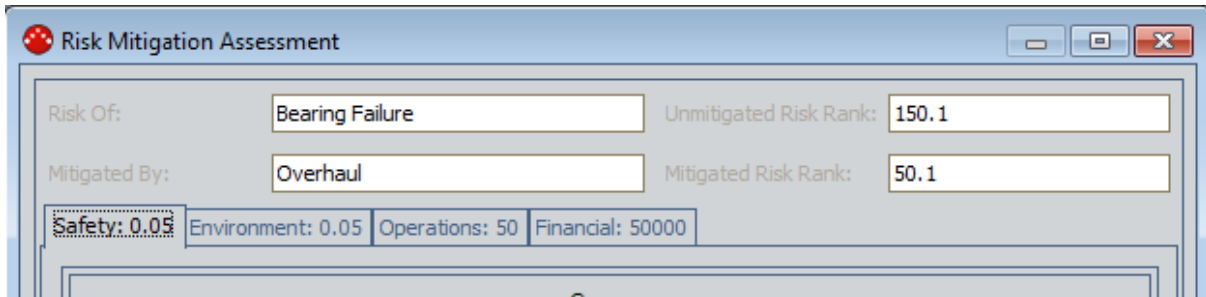 Risk Mitigation Assessment
Risk Of: Bearing Failure Unmitigated Risk Rank: 150.1
Mitigated By: Overhaul Mitigated Risk Rank: 50.1
Safety: 0.05 Environment: 0.05 Operations: 50 Financial: 50000